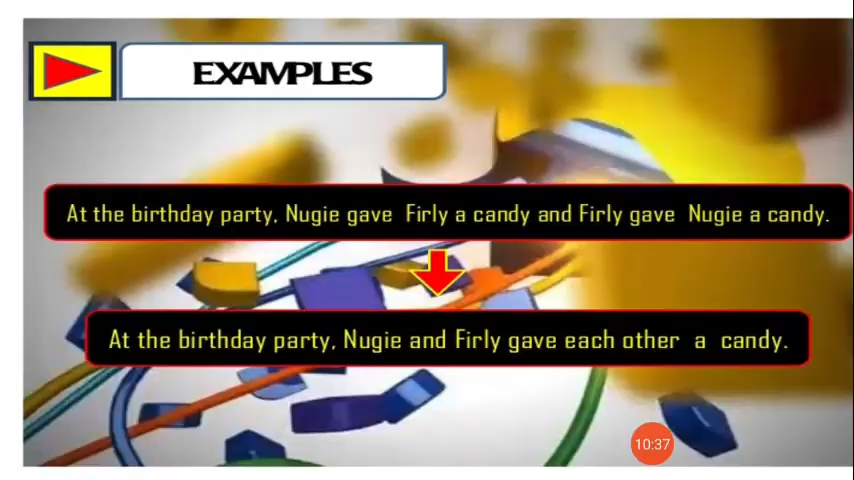 EXAMPLES
At the birthday party, Nugie gave Firly a candy and Firly gave Nugie a candy.
At the birthday party, Nugie and Firly gave each other a candy.
10:37